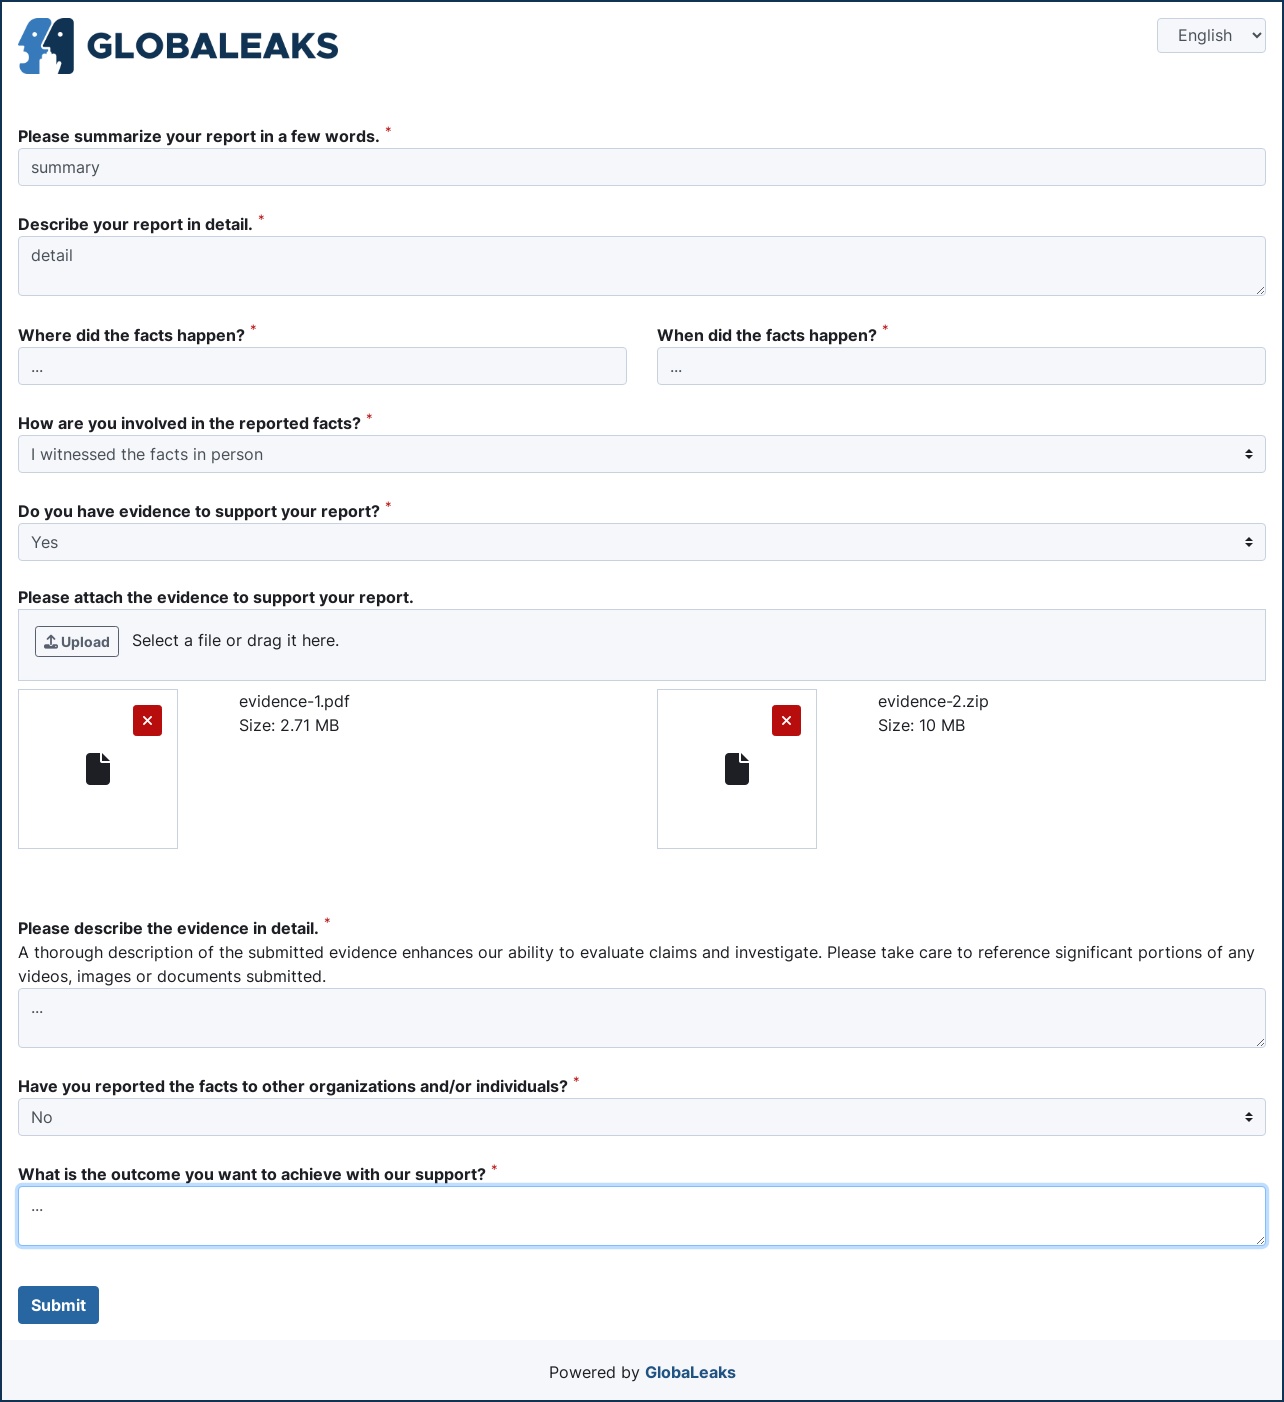 GLOBALEAKS
English
Please summarize your report in a few words. *
summary
Describe your report in detail. *
detail
Where did the facts happen? *
...
When did the facts happen? *
...
How are you involved in the reported facts? *
I witnessed the facts in person
Do you have evidence to support your report? *
Yes
Please attach the evidence to support your report.
Upload Select a file or drag it here.
evidence-1.pdf
Size: 2.71 MB
evidence-2.zip
Size: 10 MB
Please describe the evidence in detail. *
A thorough description of the submitted evidence enhances our ability to evaluate claims and investigate. Please take care to reference significant portions of any
videos, images or documents submitted.
...
Have you reported the facts to other organizations and/or individuals? *
No
What is the outcome you want to achieve with our support? *
...
Submit
Powered by GlobaLeaks